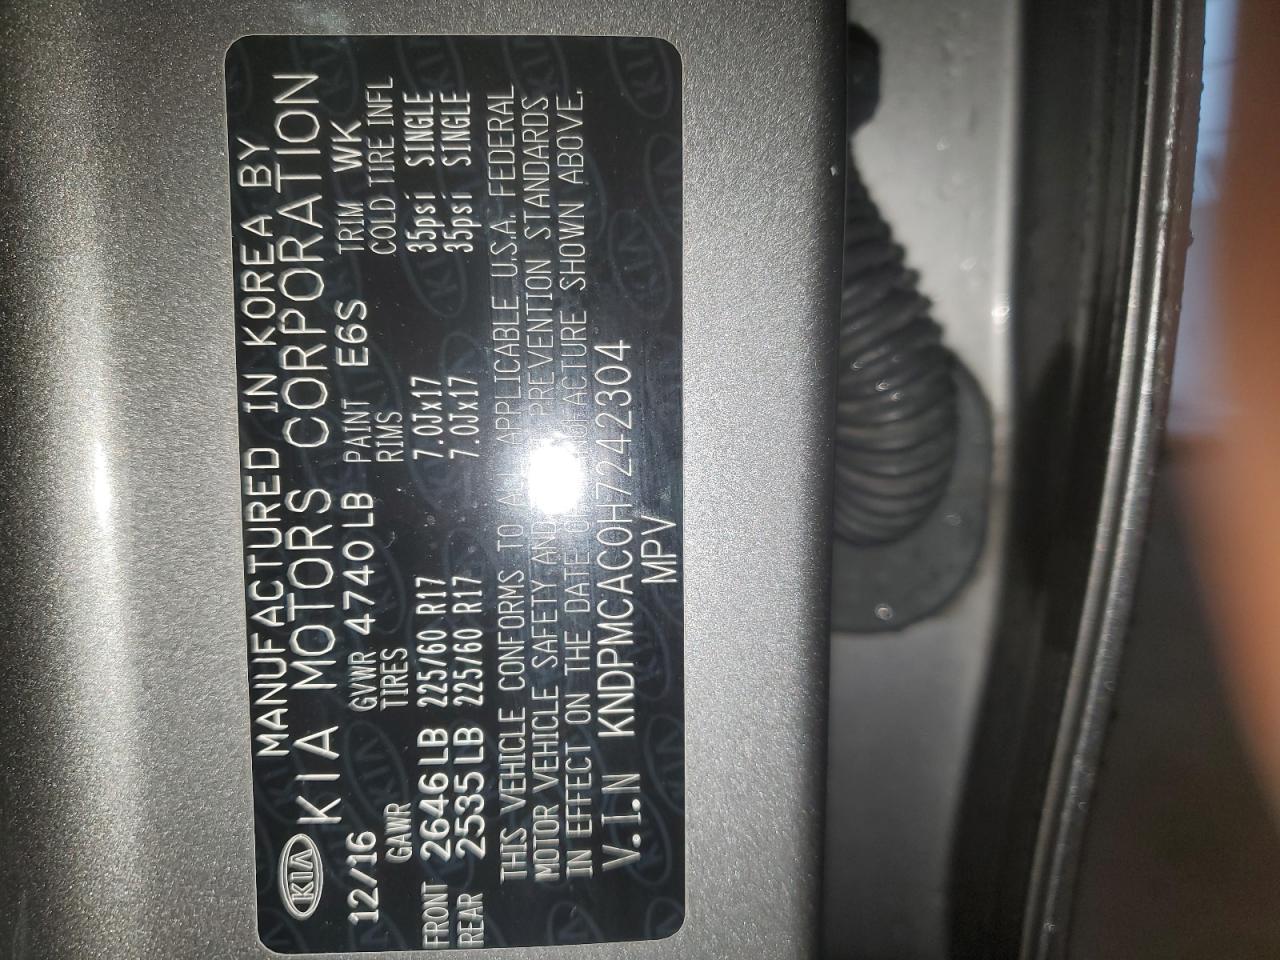 MANUFACTURED IN KOREA BY
KIA KIA MOTORS CORPORATION
12/16 GVWR 4740LB PAINT E6S TRIM WK
GAWR TIRES RIMS COLD TIRE INFL
FRONT 2646LB 225/60 R17 7.0Jx17 35psi SINGLE
REAR 2535LB 225/60 R17 7.0Jx17 35psi SINGLE
THIS VEHICLE CONFORMS TO APPLICABLE U.S.A. FEDERAL
MOTOR VEHICLE SAFETY AND PREVENTION STANDARDS
IN EFFECT ON THE DATE SHOWN ABOVE.
V.I.N KNDPMCAC0H7242304
MPV